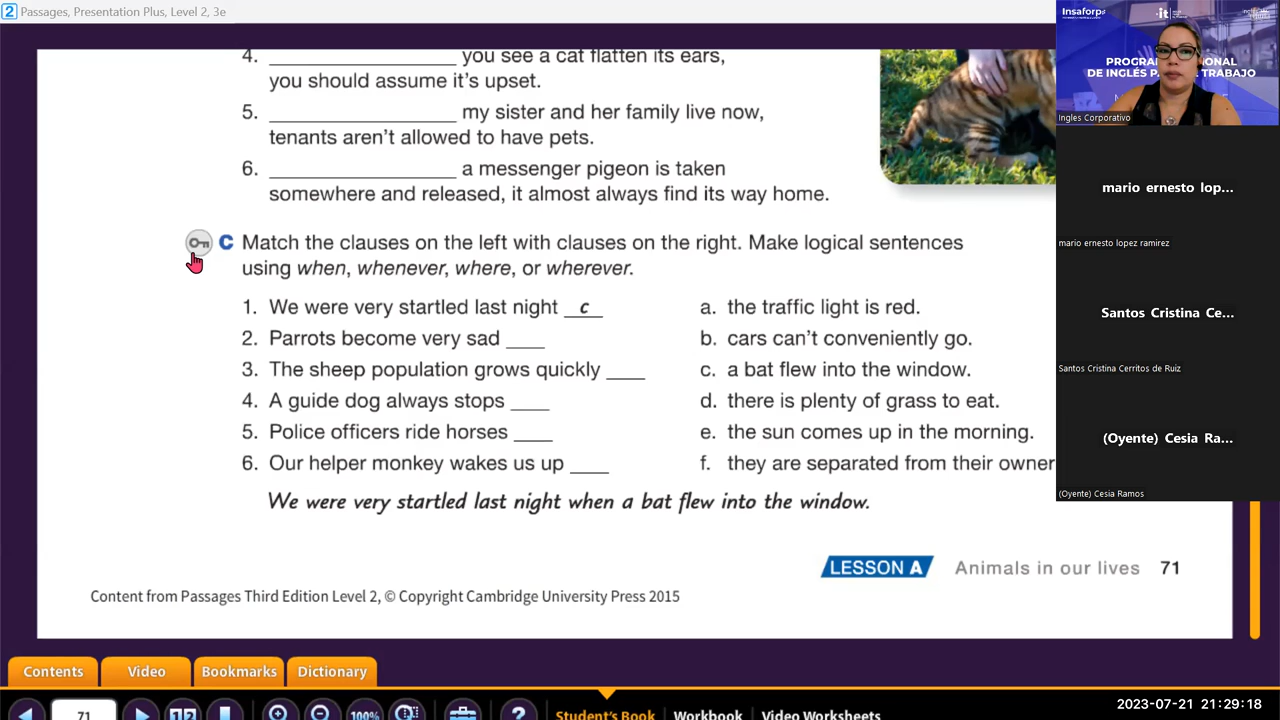 Passages, Presentation Plus, Level 2, 3e
4. _____________ you see a cat flatten its ears,
you should assume it's upset.
5. _____________ my sister and her family live now,
tenants aren't allowed to have pets.
6. _____________ a messenger pigeon is taken
somewhere and released, it almost always find its way home.
C Match the clauses on the left with clauses on the right. Make logical sentences
using when, whenever, where, or wherever.
1. We were very startled last night c
2. Parrots become very sad ____
3. The sheep population grows quickly ____
4. A guide dog always stops ____
5. Police officers ride horses ____
6. Our helper monkey wakes us up ____
a. the traffic light is red.
b. cars can't conveniently go.
c. a bat flew into the window.
d. there is plenty of grass to eat.
e. the sun comes up in the morning.
f. they are separated from their owner
We were very startled last night when a bat flew into the window.
LESSON A Animals in our lives 71
Content from Passages Third Edition Level 2, © Copyright Cambridge University Press 2015
Contents Video Bookmarks Dictionary
71 1 2 100% ? Student's Book Workbook Video Worksheets
Insaforp
Ingles Corporativo
mario ernesto lop...
mario ernesto lopez ramirez
Santos Cristina Ce...
Santos Cristina Cerritos de Ruiz
(Oyente) Cesia Ra...
(Oyente) Cesia Ramos
2023-07-21 21:29:18